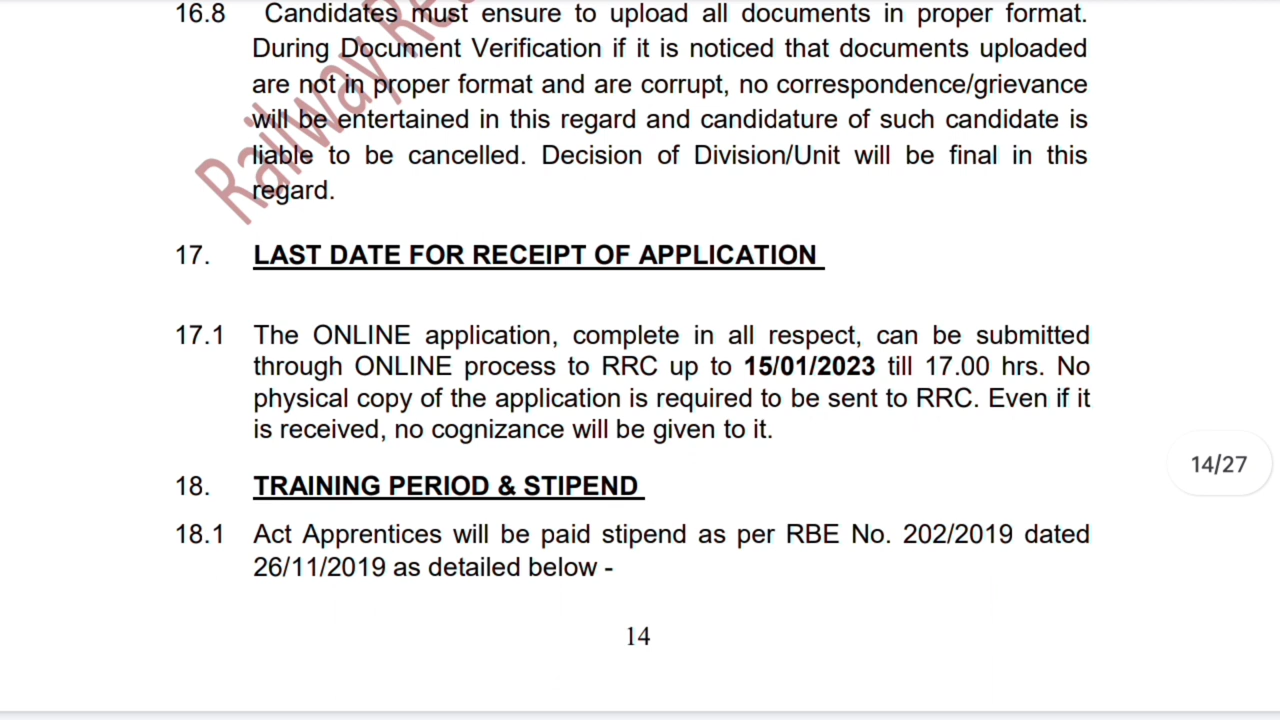 16.8 Candidates must ensure to upload all documents in proper format.
During Document Verification if it is noticed that documents uploaded
are not in proper format and are corrupt, no correspondence/grievance
will be entertained in this regard and candidature of such candidate is
liable to be cancelled. Decision of Division/Unit will be final in this
regard.
Railway
17. LAST DATE FOR RECEIPT OF APPLICATION
17.1 The ONLINE application, complete in all respect, can be submitted
through ONLINE process to RRC up to 15/01/2023 till 17.00 hrs. No
physical copy of the application is required to be sent to RRC. Even if it
is received, no cognizance will be given to it.
14/27
18. TRAINING PERIOD & STIPEND
18.1 Act Apprentices will be paid stipend as per RBE No. 202/2019 dated
26/11/2019 as detailed below -
14